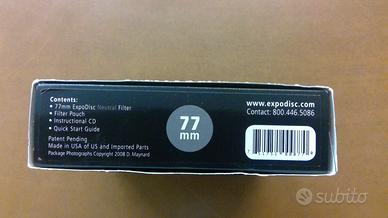 Contents:
• 77mm ExpoDisc Neutral Filter
• Filter Pouch
• Instructional CD
• Quick Start Guide
Patent Pending
Made in USA of US and Imported Parts
Package Photographs Copyright 2008 D. Maynard
77
mm
www.expodisc.com
Contact: 800.446.5086
subito